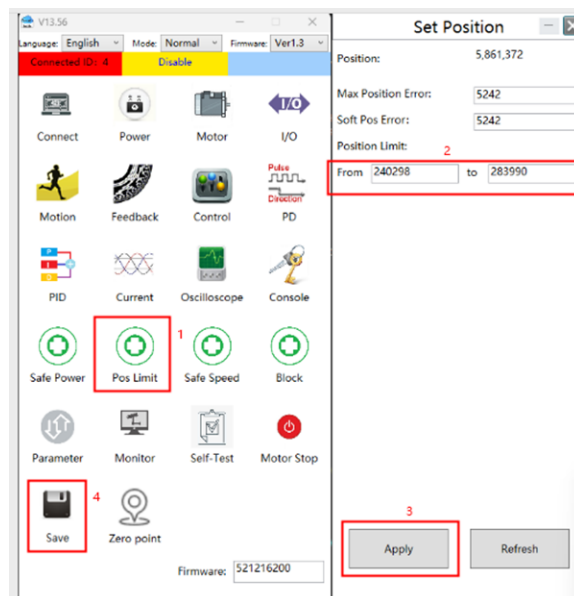 V13.56
Language: English Mode: Normal Firmware: Ver1.3
Connected ID: 4 Disable
Connect Power Motor I/O
Motion Feedback Control PD
Pulse
Direction
PID Current Oscilloscope Console
1
Safe Power Pos Limit Safe Speed Block
Parameter Monitor Self-Test Motor Stop
4
Save Zero point
Firmware: 521216200
Set Position
Position: 5,861,372
Max Position Error: 5242
Soft Pos Error: 5242
Position Limit:
2
From 240298 to 283990
3
Apply Refresh